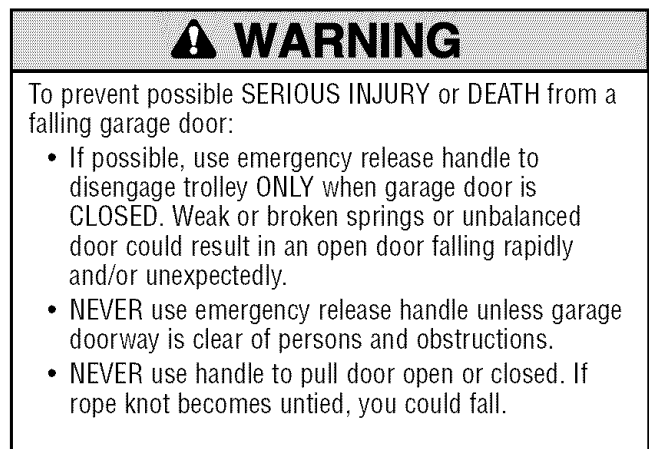 WARNING
To prevent possible SERIOUS INJURY or DEATH from a
falling garage door:
• If possible, use emergency release handle to
disengage trolley ONLY when garage door is
CLOSED. Weak or broken springs or unbalanced
door could result in an open door falling rapidly
and/or unexpectedly.
• NEVER use emergency release handle unless garage
doorway is clear of persons and obstructions.
• NEVER use handle to pull door open or closed. If
rope knot becomes untied, you could fall.